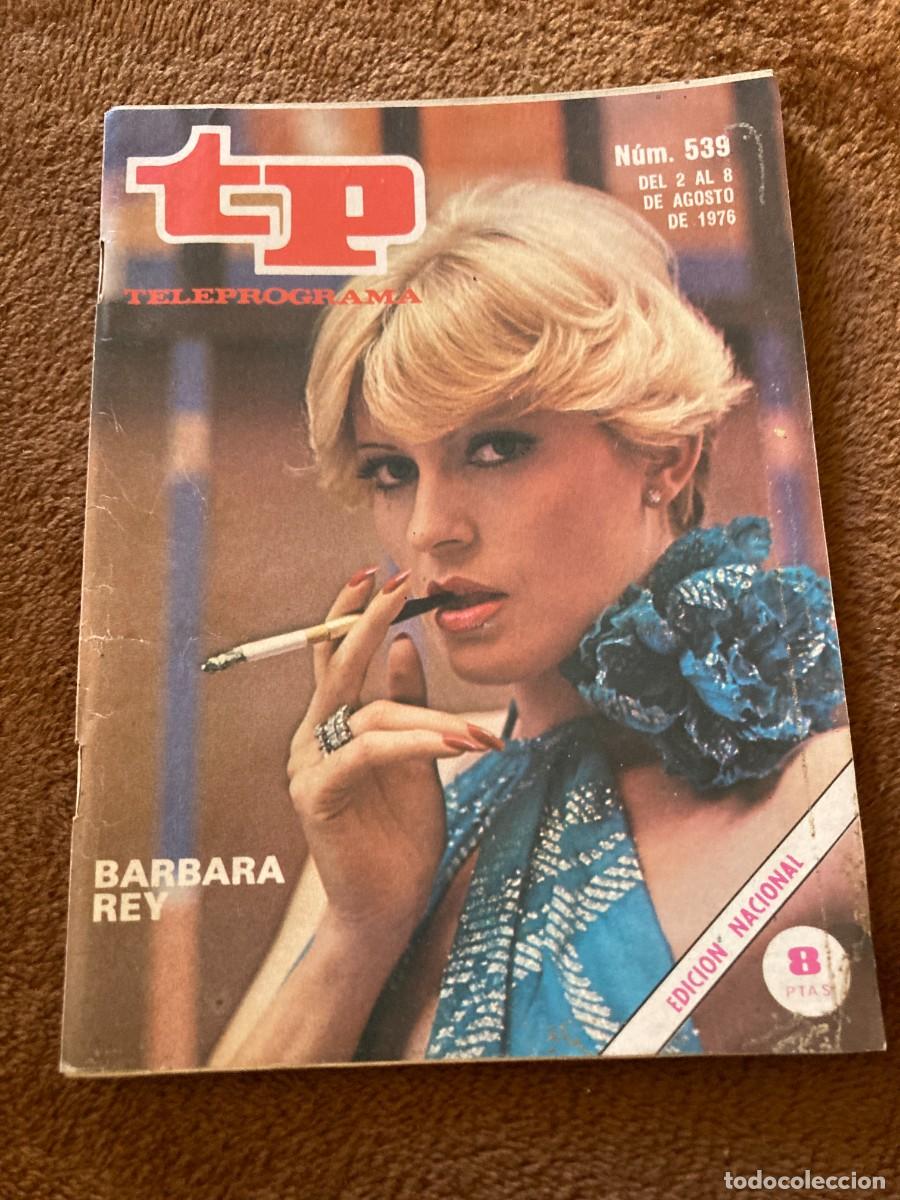 tp
TELEPROGRAMA
Núm. 539
DEL 2 AL 8
DE AGOSTO
DE 1976
BARBARA
REY
EDICION NACIONAL
8
PTAS
todocoleccion